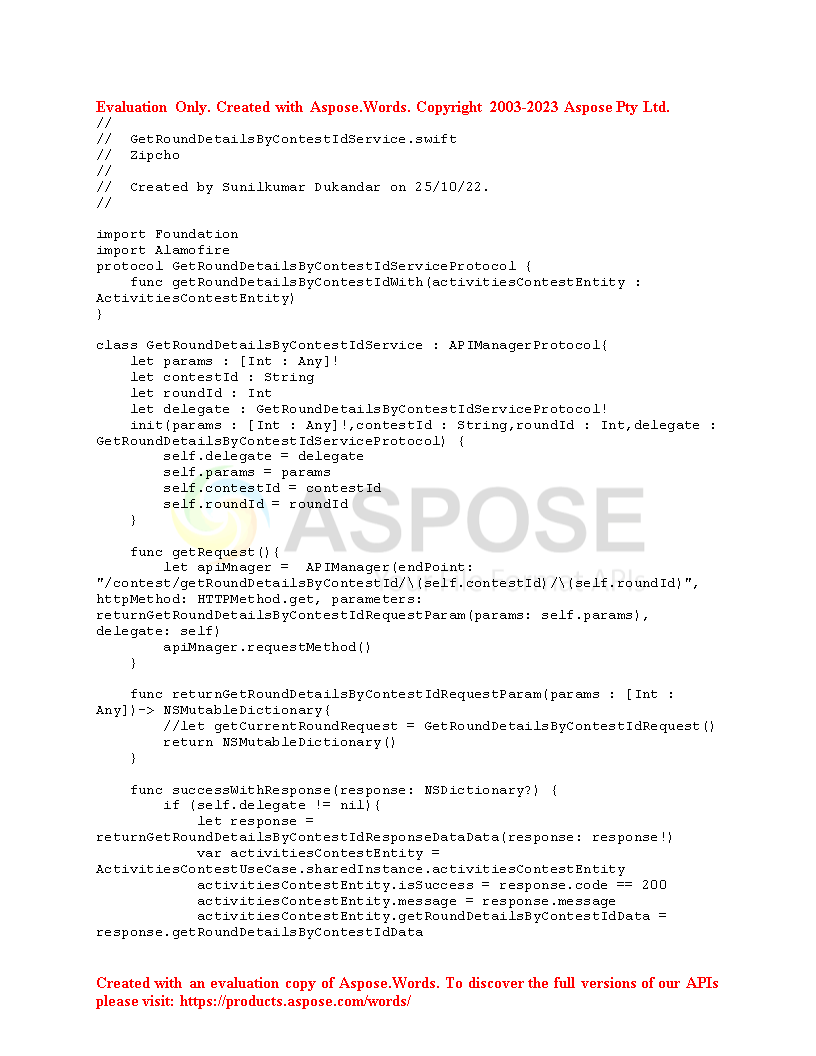 Evaluation Only. Created with Aspose.Words. Copyright 2003-2023 Aspose Pty Ltd.
//
//  GetRoundDetailsByContestIdService.swift
//  Zipcho
//
//  Created by Sunilkumar Dukandar on 25/10/22.
//

import Foundation
import Alamofire
protocol GetRoundDetailsByContestIdServiceProtocol {
    func getRoundDetailsByContestIdWith(activitiesContestEntity :
ActivitiesContestEntity)
}

class GetRoundDetailsByContestIdService : APIManagerProtocol{
    let params : [Int : Any]!
    let contestId : String
    let roundId : Int
    let delegate : GetRoundDetailsByContestIdServiceProtocol!
    init(params : [Int : Any]!,contestId : String,roundId : Int,delegate :
GetRoundDetailsByContestIdServiceProtocol) {
        self.delegate = delegate
        self.params = params
        self.contestId = contestId
        self.roundId = roundId
    }
ASPOSE

    func getRequest(){
        let apiMnager =  APIManager(endPoint:
"/contest/getRoundDetailsByContestId/\(self.contestId)/\(self.roundId)",
httpMethod: HTTPMethod.get, parameters:
returnGetRoundDetailsByContestIdRequestParam(params: self.params),
delegate: self)
        apiMnager.requestMethod()
    }

    func returnGetRoundDetailsByContestIdRequestParam(params : [Int :
Any])-> NSMutableDictionary{
        //let getCurrentRoundRequest = GetRoundDetailsByContestIdRequest()
        return NSMutableDictionary()
    }

    func successWithResponse(response: NSDictionary?) {
        if (self.delegate != nil){
            let response =
returnGetRoundDetailsByContestIdResponseDataData(response: response!)
            var activitiesContestEntity =
ActivitiesContestUseCase.sharedInstance.activitiesContestEntity
            activitiesContestEntity.isSuccess = response.code == 200
            activitiesContestEntity.message = response.message
            activitiesContestEntity.getRoundDetailsByContestIdData =
response.getRoundDetailsByContestIdData

Created with an evaluation copy of Aspose.Words. To discover the full versions of our APIs
please visit: https://products.aspose.com/words/